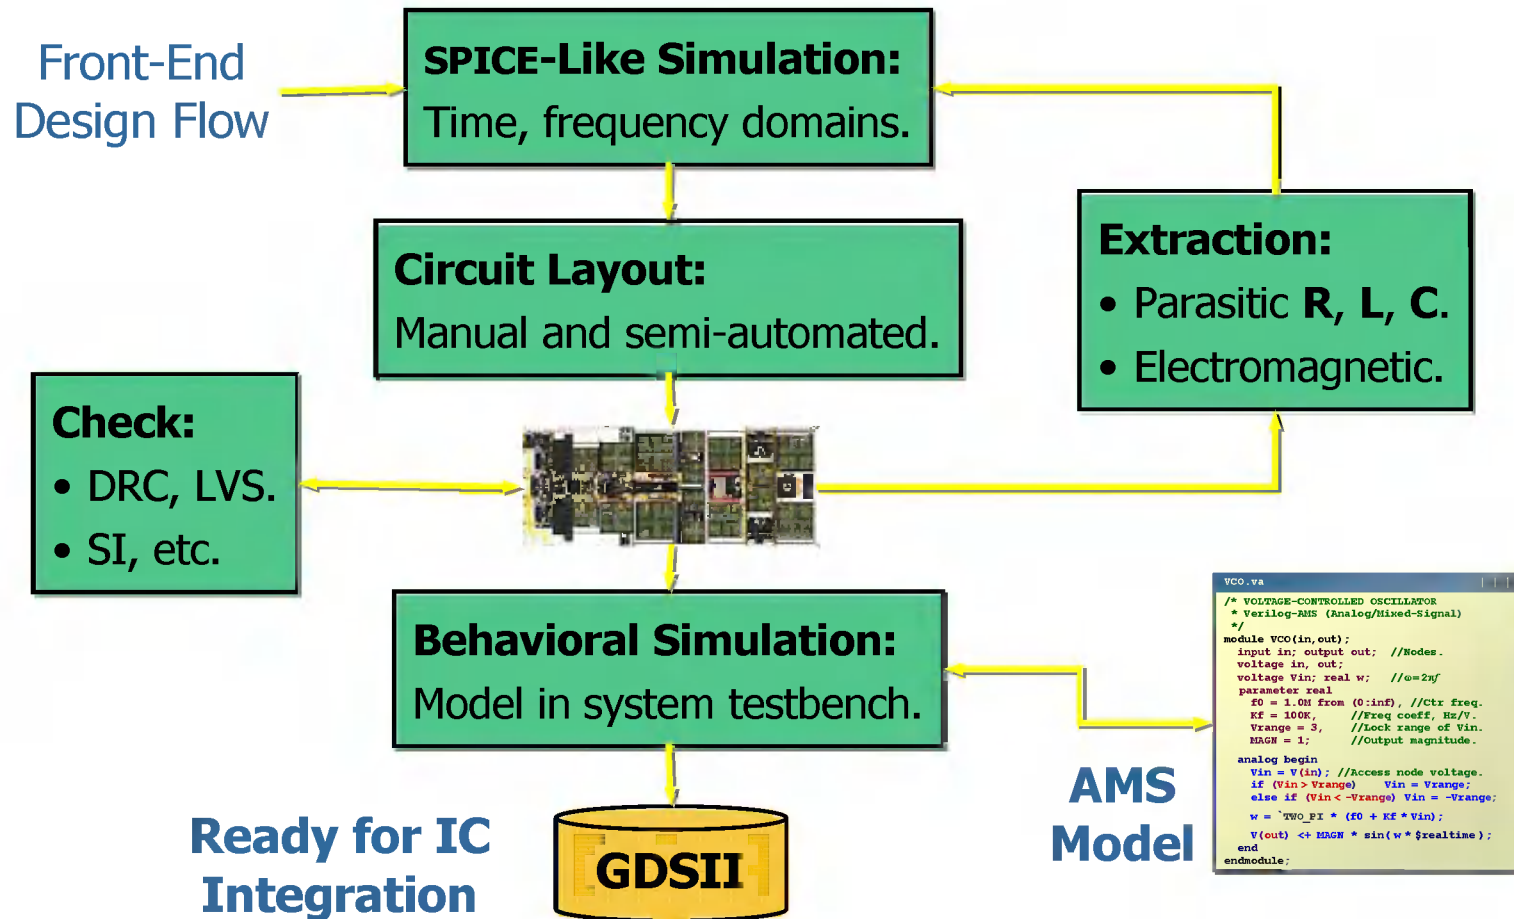 Front-End
Design Flow
SPICE-Like Simulation:
Time, frequency domains.
Circuit Layout:
Manual and semi-automated.
Extraction:
• Parasitic R, L, C.
• Electromagnetic.
Check:
• DRC, LVS.
• SI, etc.
Behavioral Simulation:
Model in system testbench.
VCO.va
/* VOLTAGE-CONTROLLED OSCILLATOR
* Verilog-AMS (Analog/Mixed-Signal)
*/
module VCO(in,out);
input in; output out; //Nodes.
voltage in, out;
voltage Vin; real w; //ω=2πf
parameter real
f0 = 1.0M from (0:inf), //Ctr freq.
Kf = 100K, //Freq coeff, Hz/V.
Vrange = 3, //Lock range of Vin.
MAGN = 1; //Output magnitude.
analog begin
Vin = V(in); //Access node voltage.
if (Vin > Vrange) Vin = Vrange;
else if (Vin < -Vrange) Vin = -Vrange;
w = `TWO_PI * (f0 + Kf * Vin);
V(out) <+ MAGN * sin(w * $realtime);
end
endmodule;
AMS
Model
Ready for IC
Integration
GDSII